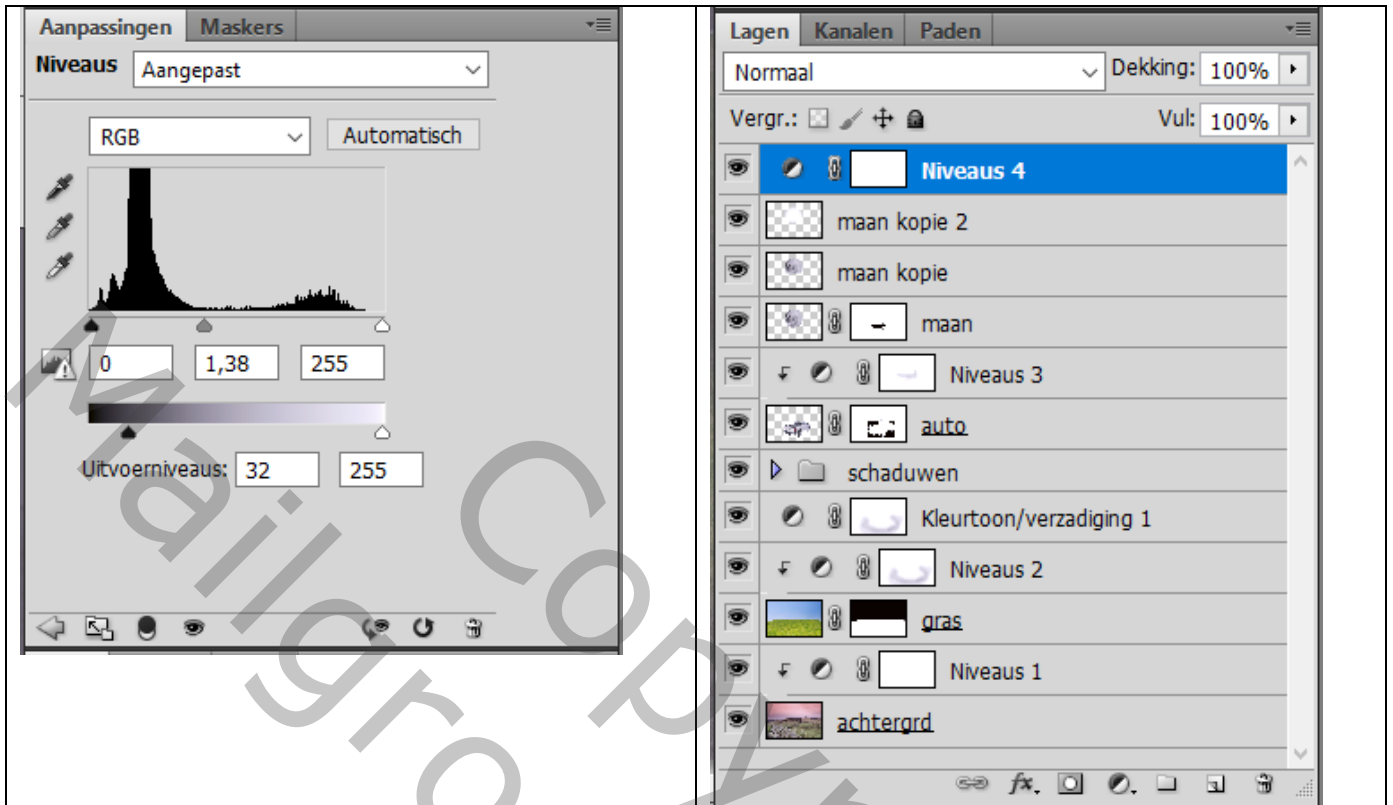 Aanpassingen Maskers
Niveaus Aangepast
RGB Automatisch
0 1,38 255
Uitvoerniveaus: 32 255
Lagen Kanalen Paden
Normaal Dekking: 100%
Vergr.: Vul: 100%
Niveaus 4
maan kopie 2
maan kopie
maan
Niveaus 3
auto
schaduwen
Kleurtoon/verzadiging 1
Niveaus 2
gras
Niveaus 1
achtergrd
fx.